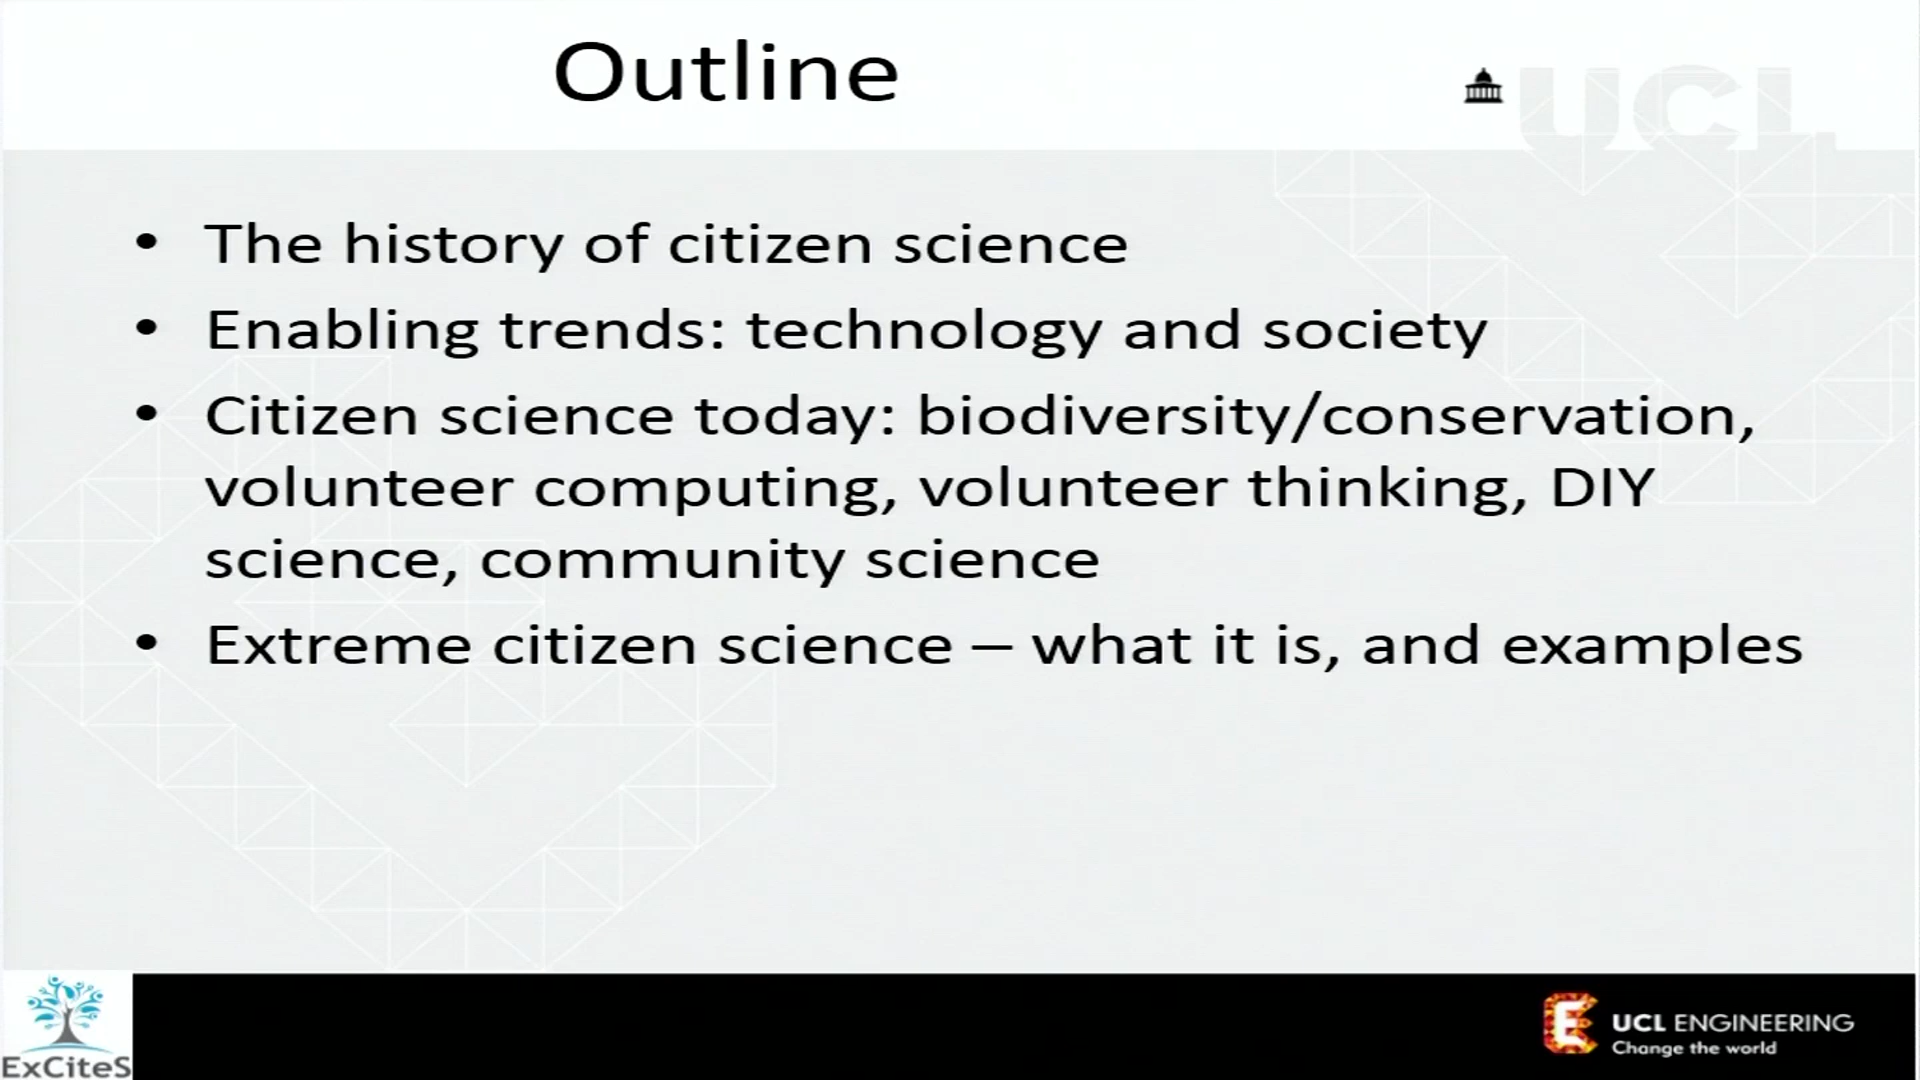 Outline
UCL
• The history of citizen science
• Enabling trends: technology and society
• Citizen science today: biodiversity/conservation,
volunteer computing, volunteer thinking, DIY
science, community science
• Extreme citizen science – what it is, and examples
ExCiteS
UCL ENGINEERING
Change the world